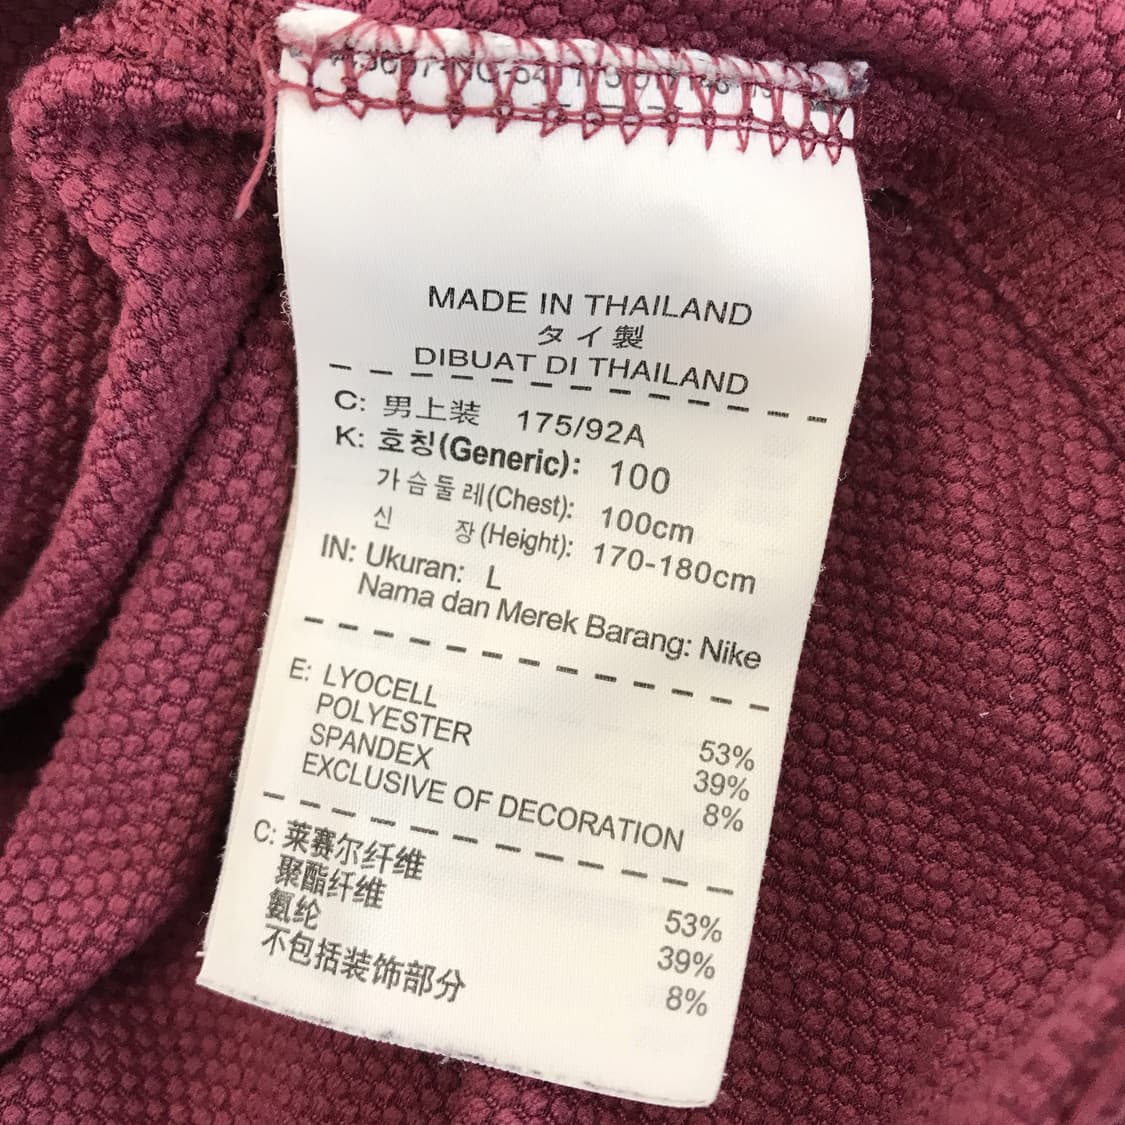 MADE IN THAILAND
タイ製
DIBUAT DI THAILAND
C: 男上装 175/92A
K: 호칭(Generic): 100
가슴둘레(Chest): 100cm
신 장(Height): 170-180cm
IN: Ukuran: L
Nama dan Merek Barang: Nike
E: LYOCELL 53%
POLYESTER 39%
SPANDEX 8%
EXCLUSIVE OF DECORATION
C: 莱赛尔纤维 53%
聚酯纤维 39%
氨纶 8%
不包括装饰部分